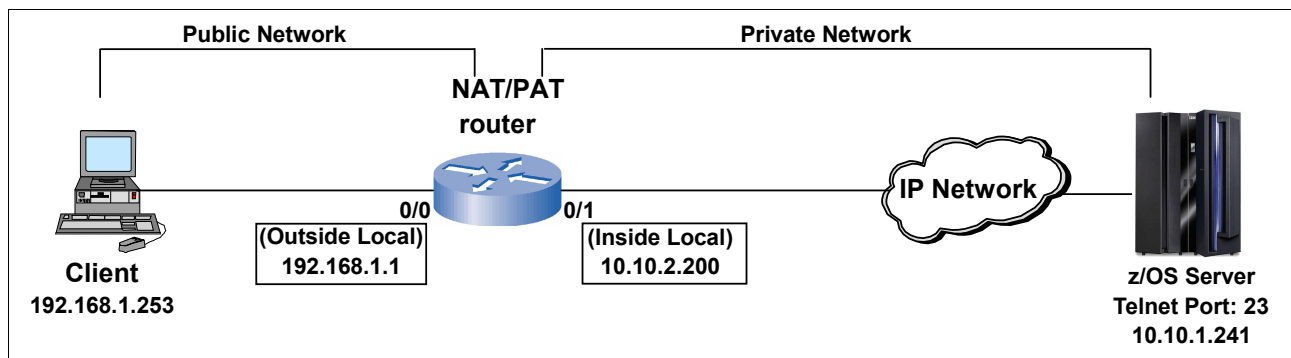 Public Network
Private Network
NAT/PAT
router
IP Network
0/0
0/1
(Outside Local)
192.168.1.1
(Inside Local)
10.10.2.200
Client
192.168.1.253
z/OS Server
Telnet Port: 23
10.10.1.241